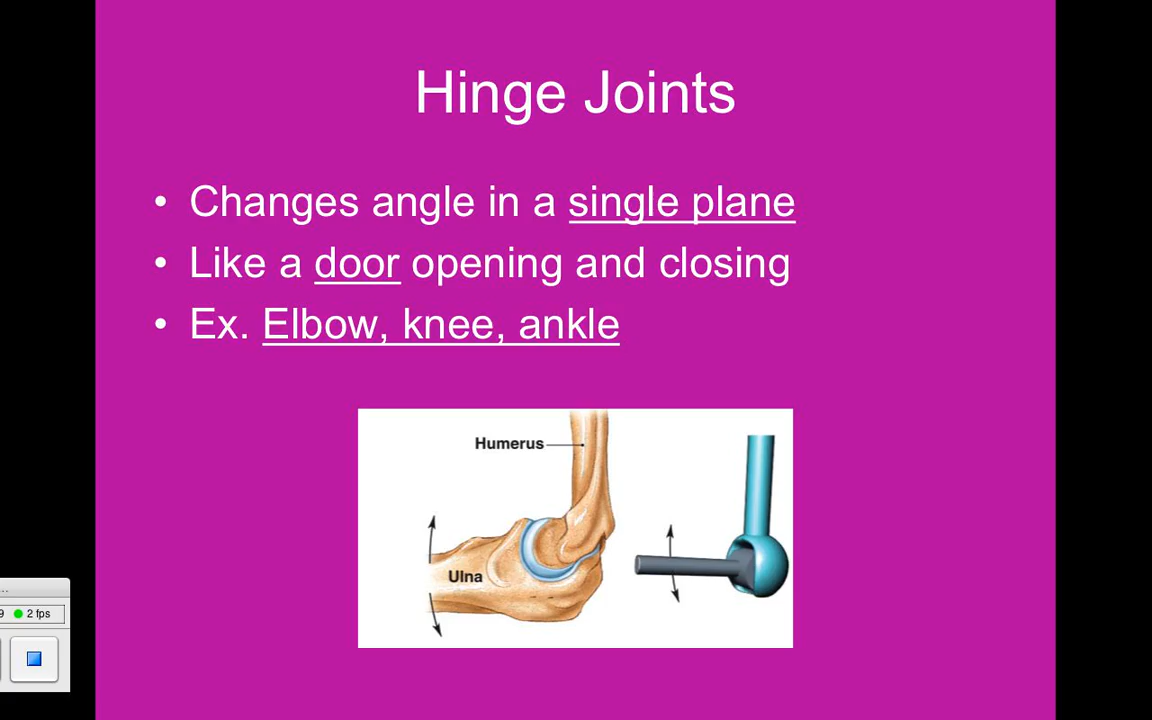 Hinge Joints
• Changes angle in a single plane
• Like a door opening and closing
• Ex. Elbow, knee, ankle
Humerus
Ulna
...
9 2 fps